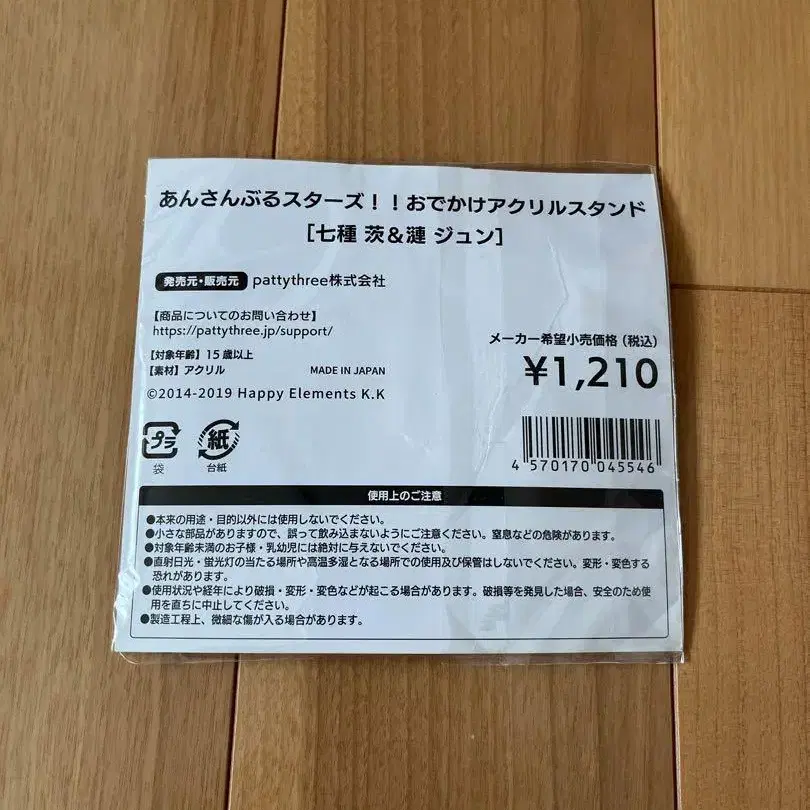 あんさんぶるスターズ！！おでかけアクリルスタンド
［七種 茨＆漣 ジュン］
発売元・販売元 pattythree株式会社
【商品についてのお問い合わせ】
https://pattythree.jp/support/
【対象年齢】15歳以上
【素材】アクリル MADE IN JAPAN
©2014-2019 Happy Elements K.K
メーカー希望小売価格（税込）
¥1,210
プラ
袋
紙
台紙
4 570170 045546
使用上のご注意
●本来の用途・目的以外には使用しないでください。
●小さな部品がありますので、誤って飲み込まないようにご注意ください。窒息などの危険があります。
●対象年齢未満のお子様・乳幼児には絶対に与えないでください。
●直射日光・蛍光灯の当たる場所や高温多湿となる場所での使用及び保管はしないでください。変形・変色する
恐れがあります。
●使用状況や経年により破損・変形・変色などが起こる場合があります。破損等を発見した場合、安全のため使
用を直ちに中止してください。
●製造工程上、微細な傷が入る場合があります。